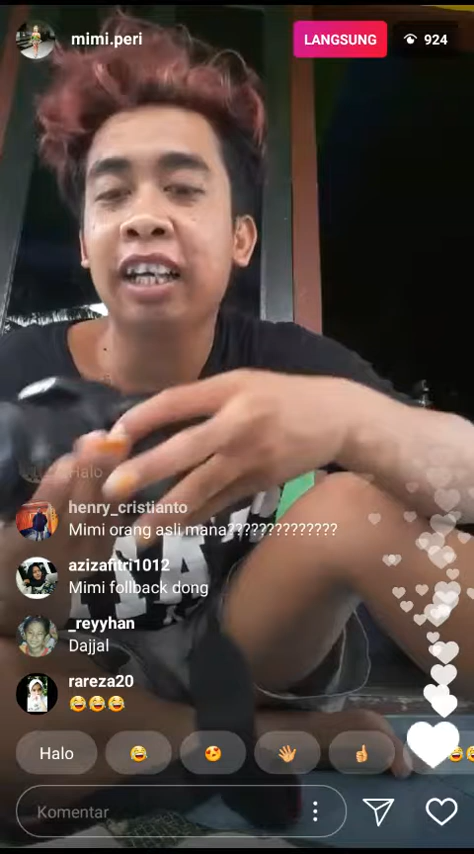 mimi.peri
LANGSUNG
924
Halo
henry_cristianto
Mimi orang asli mana??????????????
azizafitri1012
Mimi follback dong
_reyyhan
Dajjal
rareza20
😂😂😂
Halo 😂 😍 👋 ☝ 😂
Komentar